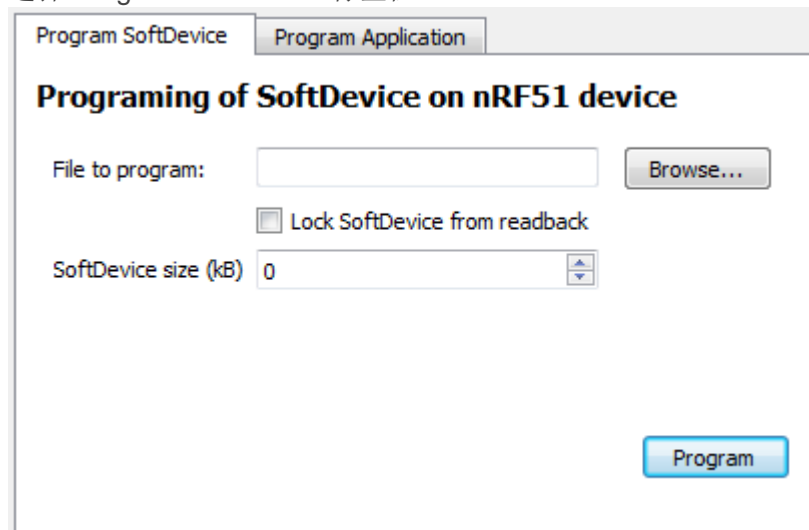 Program SoftDevice
Program Application
Programing of SoftDevice on nRF51 device
File to program:
Browse...
Lock SoftDevice from readback
SoftDevice size (kB) 0
Program